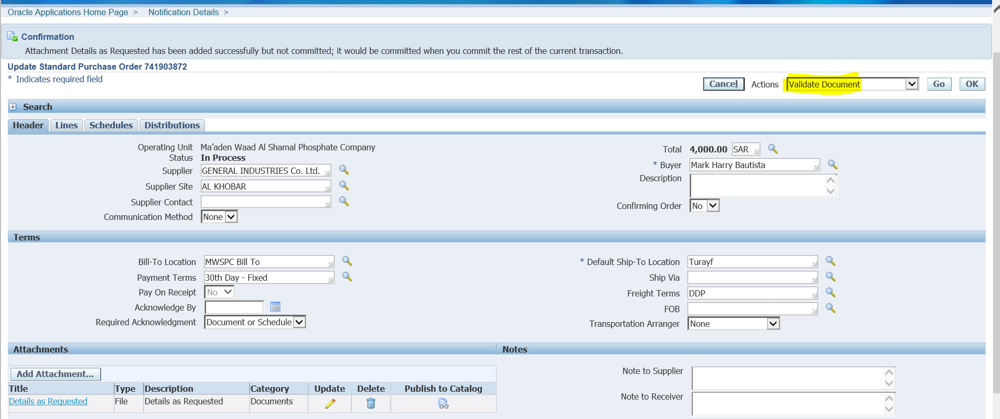 Oracle Applications Home Page > Notification Details >
Confirmation
Attachment Details as Requested has been added successfully but not committed; it would be committed when you commit the rest of the current transaction.
Update Standard Purchase Order 741903872
* Indicates required field
Cancel Actions Validate Document Go OK
Search
Header Lines Schedules Distributions
Operating Unit Ma’aden Waad Al Shamal Phosphate Company
Status In Process
Supplier GENERAL INDUSTRIES Co. Ltd.
Supplier Site AL KHOBAR
Supplier Contact
Communication Method None
Total 4,000.00 SAR
* Buyer Mark Harry Bautista
Description
Confirming Order No
Terms
Bill-To Location MWSPC Bill To
Payment Terms 30th Day - Fixed
Pay On Receipt No
Acknowledge By
Required Acknowledgment Document or Schedule
* Default Ship-To Location Turayf
Ship Via
Freight Terms DDP
FOB
Transportation Arranger None
Attachments
Add Attachment...
Title Type Description Category Update Delete Publish to Catalog
Details as Requested File Details as Requested Documents
Notes
Note to Supplier
Note to Receiver